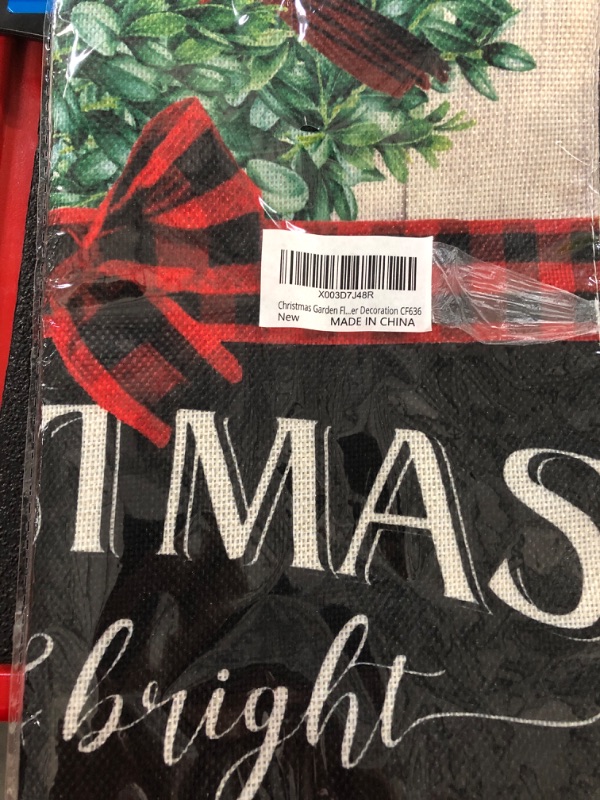 X003D7J48R
Christmas Garden Fl...er Decoration CF636
New MADE IN CHINA
TMAS
bright